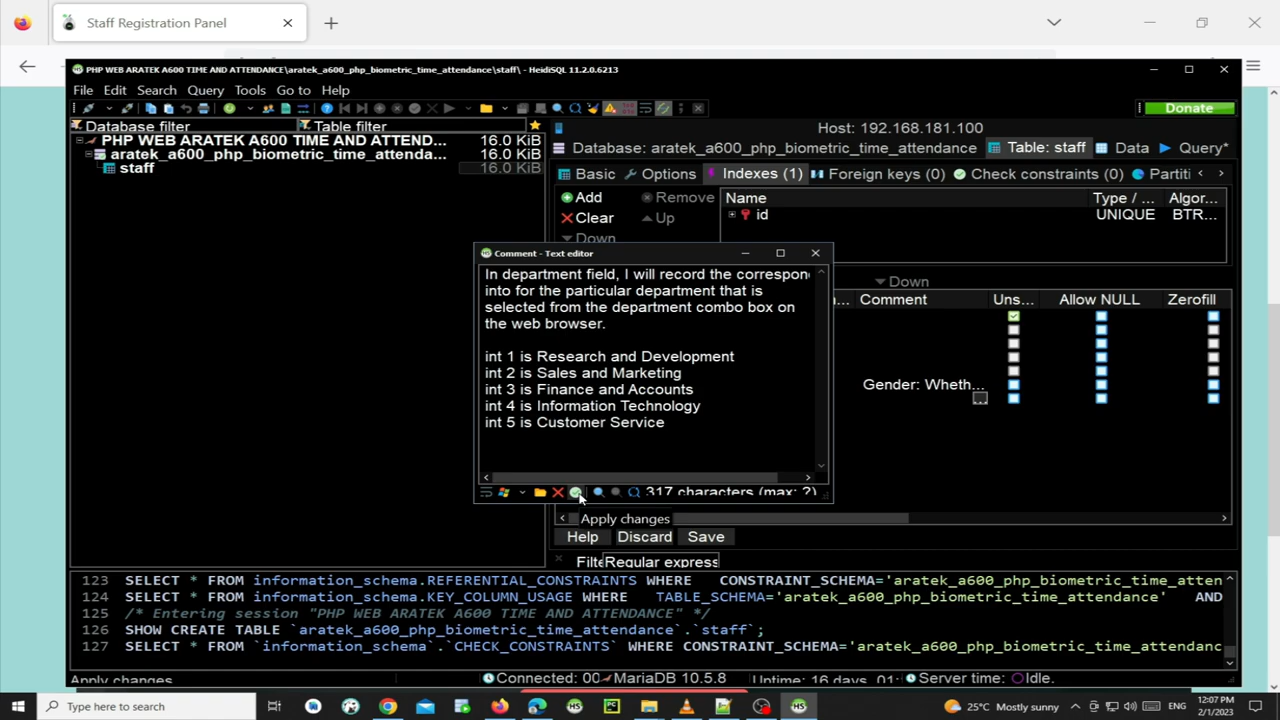 Staff Registration Panel
PHP WEB ARATEK A600 TIME AND ATTENDANCE\aratek_a600_php_biometric_time_attendance\staff\ - HeidiSQL 11.2.0.6213
File Edit Search Query Tools Go to Help
Donate
Database filter Table filter
Host: 192.168.181.100
PHP WEB ARATEK A600 TIME AND ATTEND... 16.0 KiB
aratek_a600_php_biometric_time_attenda... 16.0 KiB
staff 16.0 KiB
Database: aratek_a600_php_biometric_time_attendance Table: staff Data Query*
Basic Options Indexes (1) Foreign keys (0) Check constraints (0) Partiti
Add Remove Name Type / ... Algor...
Clear Up id UNIQUE BTR...
Down
Comment - Text editor
In department field, I will record the correspon
into for the particular department that is
selected from the department combo box on
the web browser.
int 1 is Research and Development
int 2 is Sales and Marketing
int 3 is Finance and Accounts
int 4 is Information Technology
int 5 is Customer Service
317 characters (max: ?)
Apply changes
Down
... Comment Uns... Allow NULL Zerofill
Gender: Wheth...
...
Help Discard Save
Filte Regular express
123 SELECT * FROM information_schema.REFERENTIAL_CONSTRAINTS WHERE CONSTRAINT_SCHEMA='aratek_a600_php_biometric_time_atten
124 SELECT * FROM information_schema.KEY_COLUMN_USAGE WHERE TABLE_SCHEMA='aratek_a600_php_biometric_time_attendance' AND
125 /* Entering session "PHP WEB ARATEK A600 TIME AND ATTENDANCE" */
126 SHOW CREATE TABLE `aratek_a600_php_biometric_time_attendance`.`staff`;
127 SELECT * FROM `information_schema`.`CHECK_CONSTRAINTS` WHERE CONSTRAINT_SCHEMA='aratek_a600_php_biometric_time_attendanc
Apply changes Connected: 00 MariaDB 10.5.8 Uptime: 16 days, 01: Server time: Idle.
Type here to search
25°C Mostly sunny ENG 12:07 PM
2/1/2023